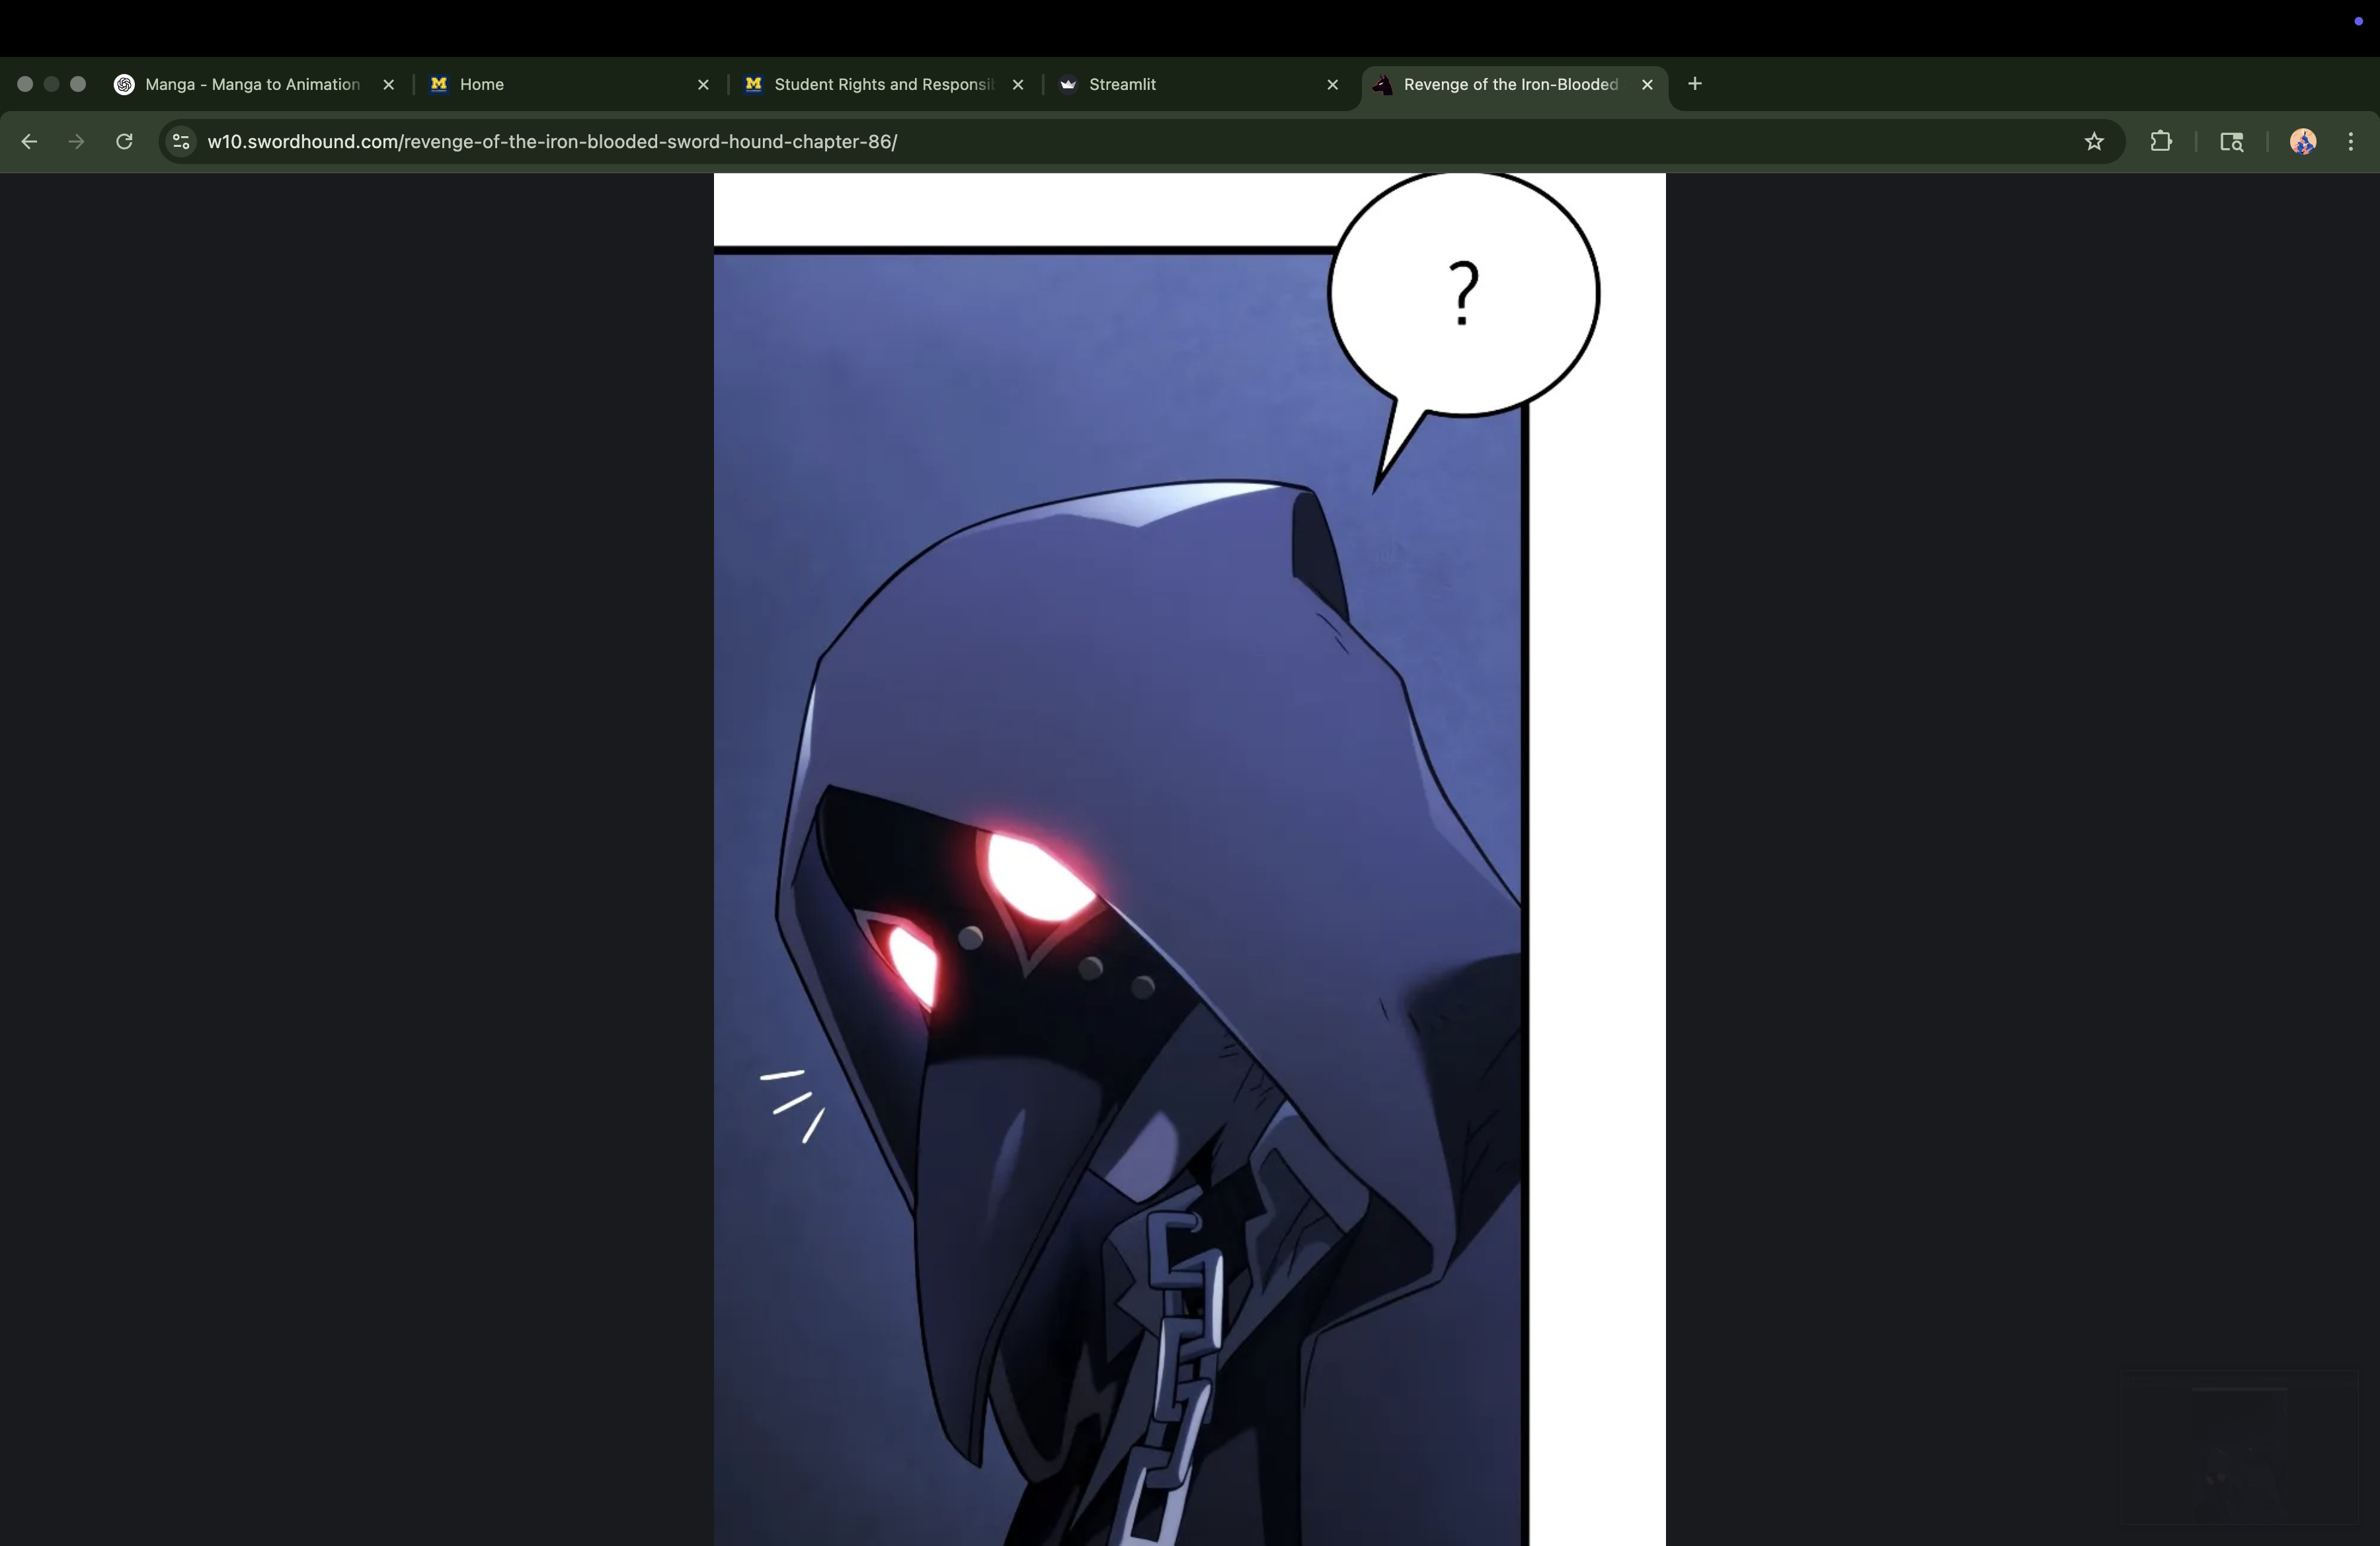 Manga - Manga to Animation
Home
Student Rights and Responsi
Streamlit
Revenge of the Iron-Blooded
w10.swordhound.com/revenge-of-the-iron-blooded-sword-hound-chapter-86/
?